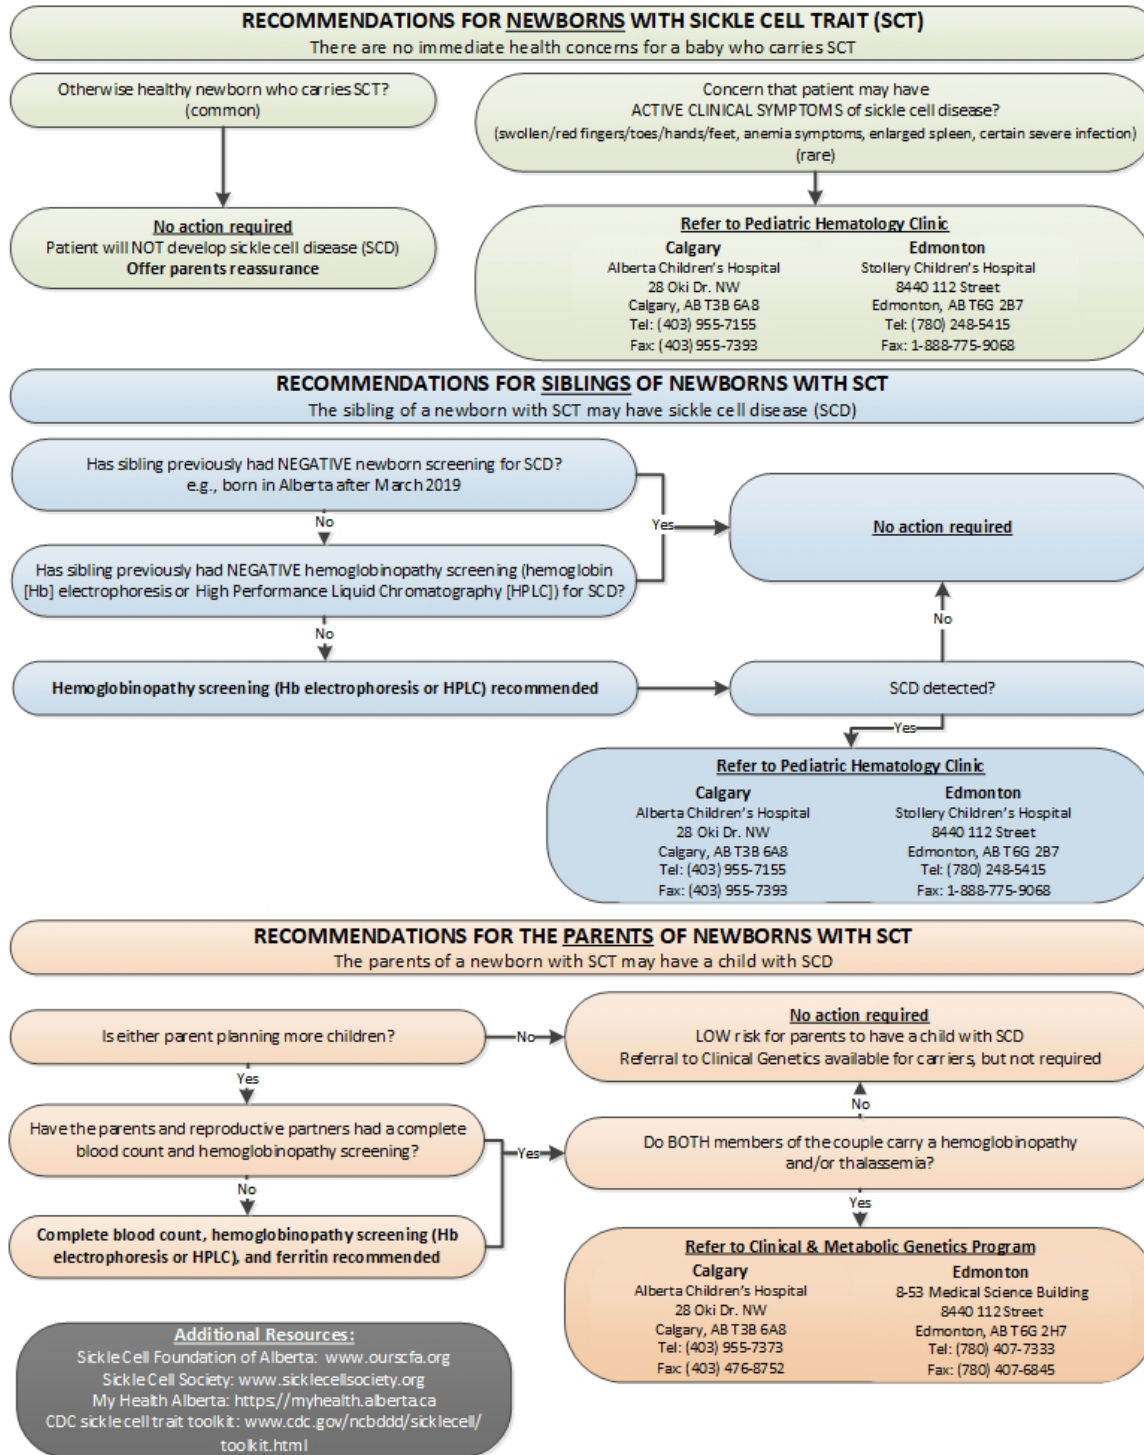 RECOMMENDATIONS FOR NEWBORNS WITH SICKLE CELL TRAIT (SCT)
There are no immediate health concerns for a baby who carries SCT
Otherwise healthy newborn who carries SCT?
(common)
No action required
Patient will NOT develop sickle cell disease (SCD)
Offer parents reassurance
Concern that patient may have
ACTIVE CLINICAL SYMPTOMS of sickle cell disease?
(swollen/red fingers/toes/hands/feet, anemia symptoms, enlarged spleen, certain severe infection)
(rare)
Refer to Pediatric Hematology Clinic
Calgary
Alberta Children's Hospital
28 Oki Dr. NW
Calgary, AB T3B 6A8
Tel: (403) 955-7155
Fax: (403) 955-7393
Edmonton
Stollery Children's Hospital
8440 112 Street
Edmonton, AB T6G 2B7
Tel: (780) 248-5415
Fax: 1-888-775-9068
RECOMMENDATIONS FOR SIBLINGS OF NEWBORNS WITH SCT
The sibling of a newborn with SCT may have sickle cell disease (SCD)
Has sibling previously had NEGATIVE newborn screening for SCD?
e.g., born in Alberta after March 2019
No
Yes
No action required
Has sibling previously had NEGATIVE hemoglobinopathy screening (hemoglobin
[Hb] electrophoresis or High Performance Liquid Chromatography [HPLC]) for SCD?
No
No
Hemoglobinopathy screening (Hb electrophoresis or HPLC) recommended
SCD detected?
Yes
Refer to Pediatric Hematology Clinic
Calgary
Alberta Children's Hospital
28 Oki Dr. NW
Calgary, AB T3B 6A8
Tel: (403) 955-7155
Fax: (403) 955-7393
Edmonton
Stollery Children's Hospital
8440 112 Street
Edmonton, AB T6G 2B7
Tel: (780) 248-5415
Fax: 1-888-775-9068
RECOMMENDATIONS FOR THE PARENTS OF NEWBORNS WITH SCT
The parents of a newborn with SCT may have a child with SCD
Is either parent planning more children?
No
No action required
LOW risk for parents to have a child with SCD
Referral to Clinical Genetics available for carriers, but not required
Yes
No
Have the parents and reproductive partners had a complete
blood count and hemoglobinopathy screening?
Yes
Do BOTH members of the couple carry a hemoglobinopathy
and/or thalassemia?
No
Yes
Complete blood count, hemoglobinopathy screening (Hb
electrophoresis or HPLC), and ferritin recommended
Refer to Clinical & Metabolic Genetics Program
Calgary
Alberta Children's Hospital
28 Oki Dr. NW
Calgary, AB T3B 6A8
Tel: (403) 955-7373
Fax: (403) 476-8752
Edmonton
8-53 Medical Science Building
8440 112 Street
Edmonton, AB T6G 2H7
Tel: (780) 407-7333
Fax: (780) 407-6845
Additional Resources:
Sickle Cell Foundation of Alberta: www.ourscfa.org
Sickle Cell Society: www.sicklecellsociety.org
My Health Alberta: https://myhealth.alberta.ca
CDC sickle cell trait toolkit: www.cdc.gov/ncbddd/sicklecell/
toolkit.html